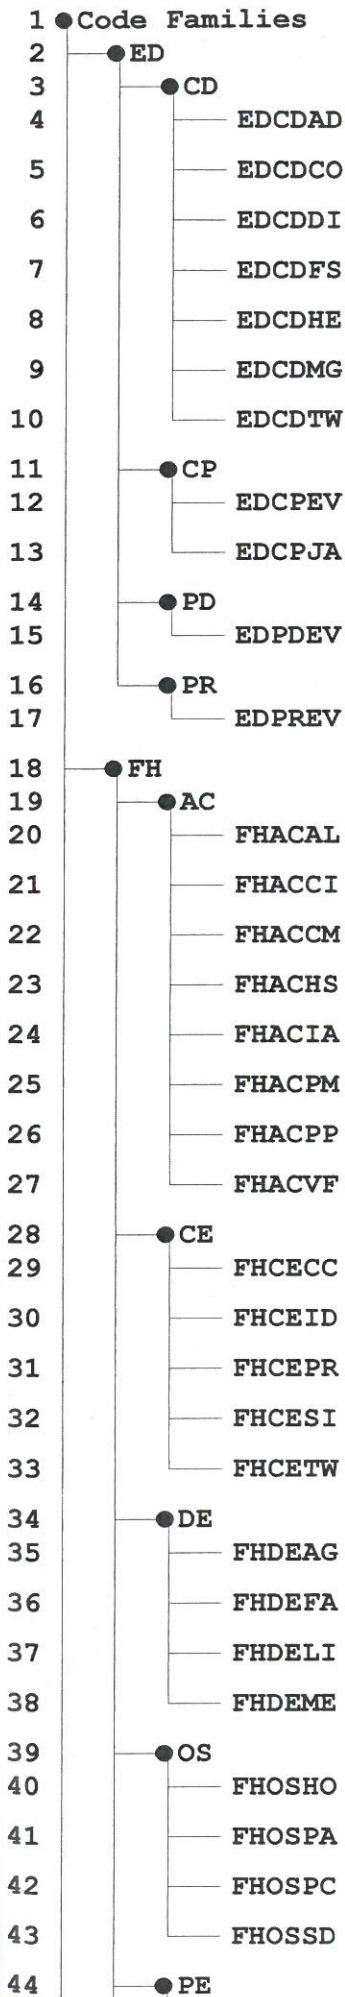 1 Code Families
2 ED
3 CD
4 EDCDAD
5 EDCDCO
6 EDCDDI
7 EDCDFS
8 EDCDHE
9 EDCDMG
10 EDCDTW
11 CP
12 EDCPEV
13 EDCPJA
14 PD
15 EDPDEV
16 PR
17 EDPREV
18 FH
19 AC
20 FHACAL
21 FHACCI
22 FHACCM
23 FHACHS
24 FHACIA
25 FHACPM
26 FHACPP
27 FHACVF
28 CE
29 FHCECC
30 FHCEID
31 FHCEPR
32 FHCESI
33 FHCETW
34 DE
35 FHDEAG
36 FHDEFA
37 FHDELI
38 FHDEME
39 OS
40 FHOSHO
41 FHOSPA
42 FHOSPC
43 FHOSSD
44 PE